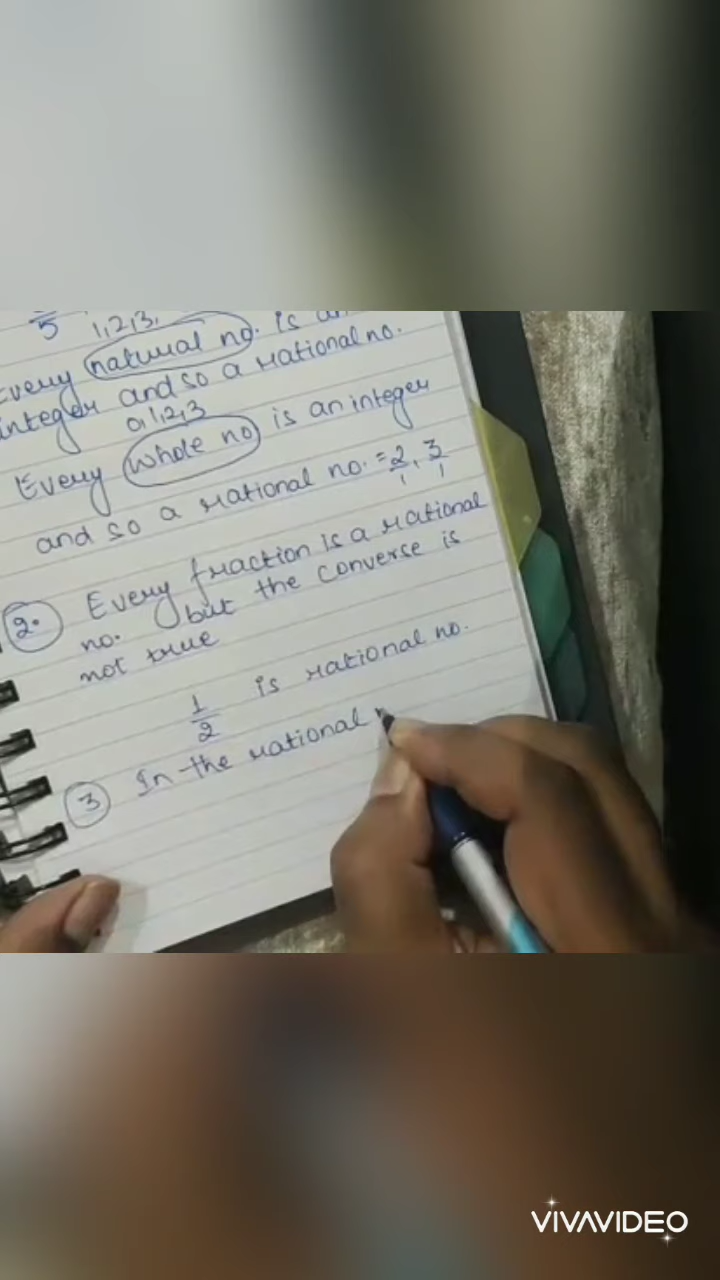 5 1,2,3,
Every natural no. is an
integer and so a rational no.
0,1,2,3
Every whole no is an integer
and so a rational no. = 2/1, 3/1
2. Every fraction is a rational
no. but the converse is
not true
1/2 is rational no.
3 In the rational
VIVAVIDEO